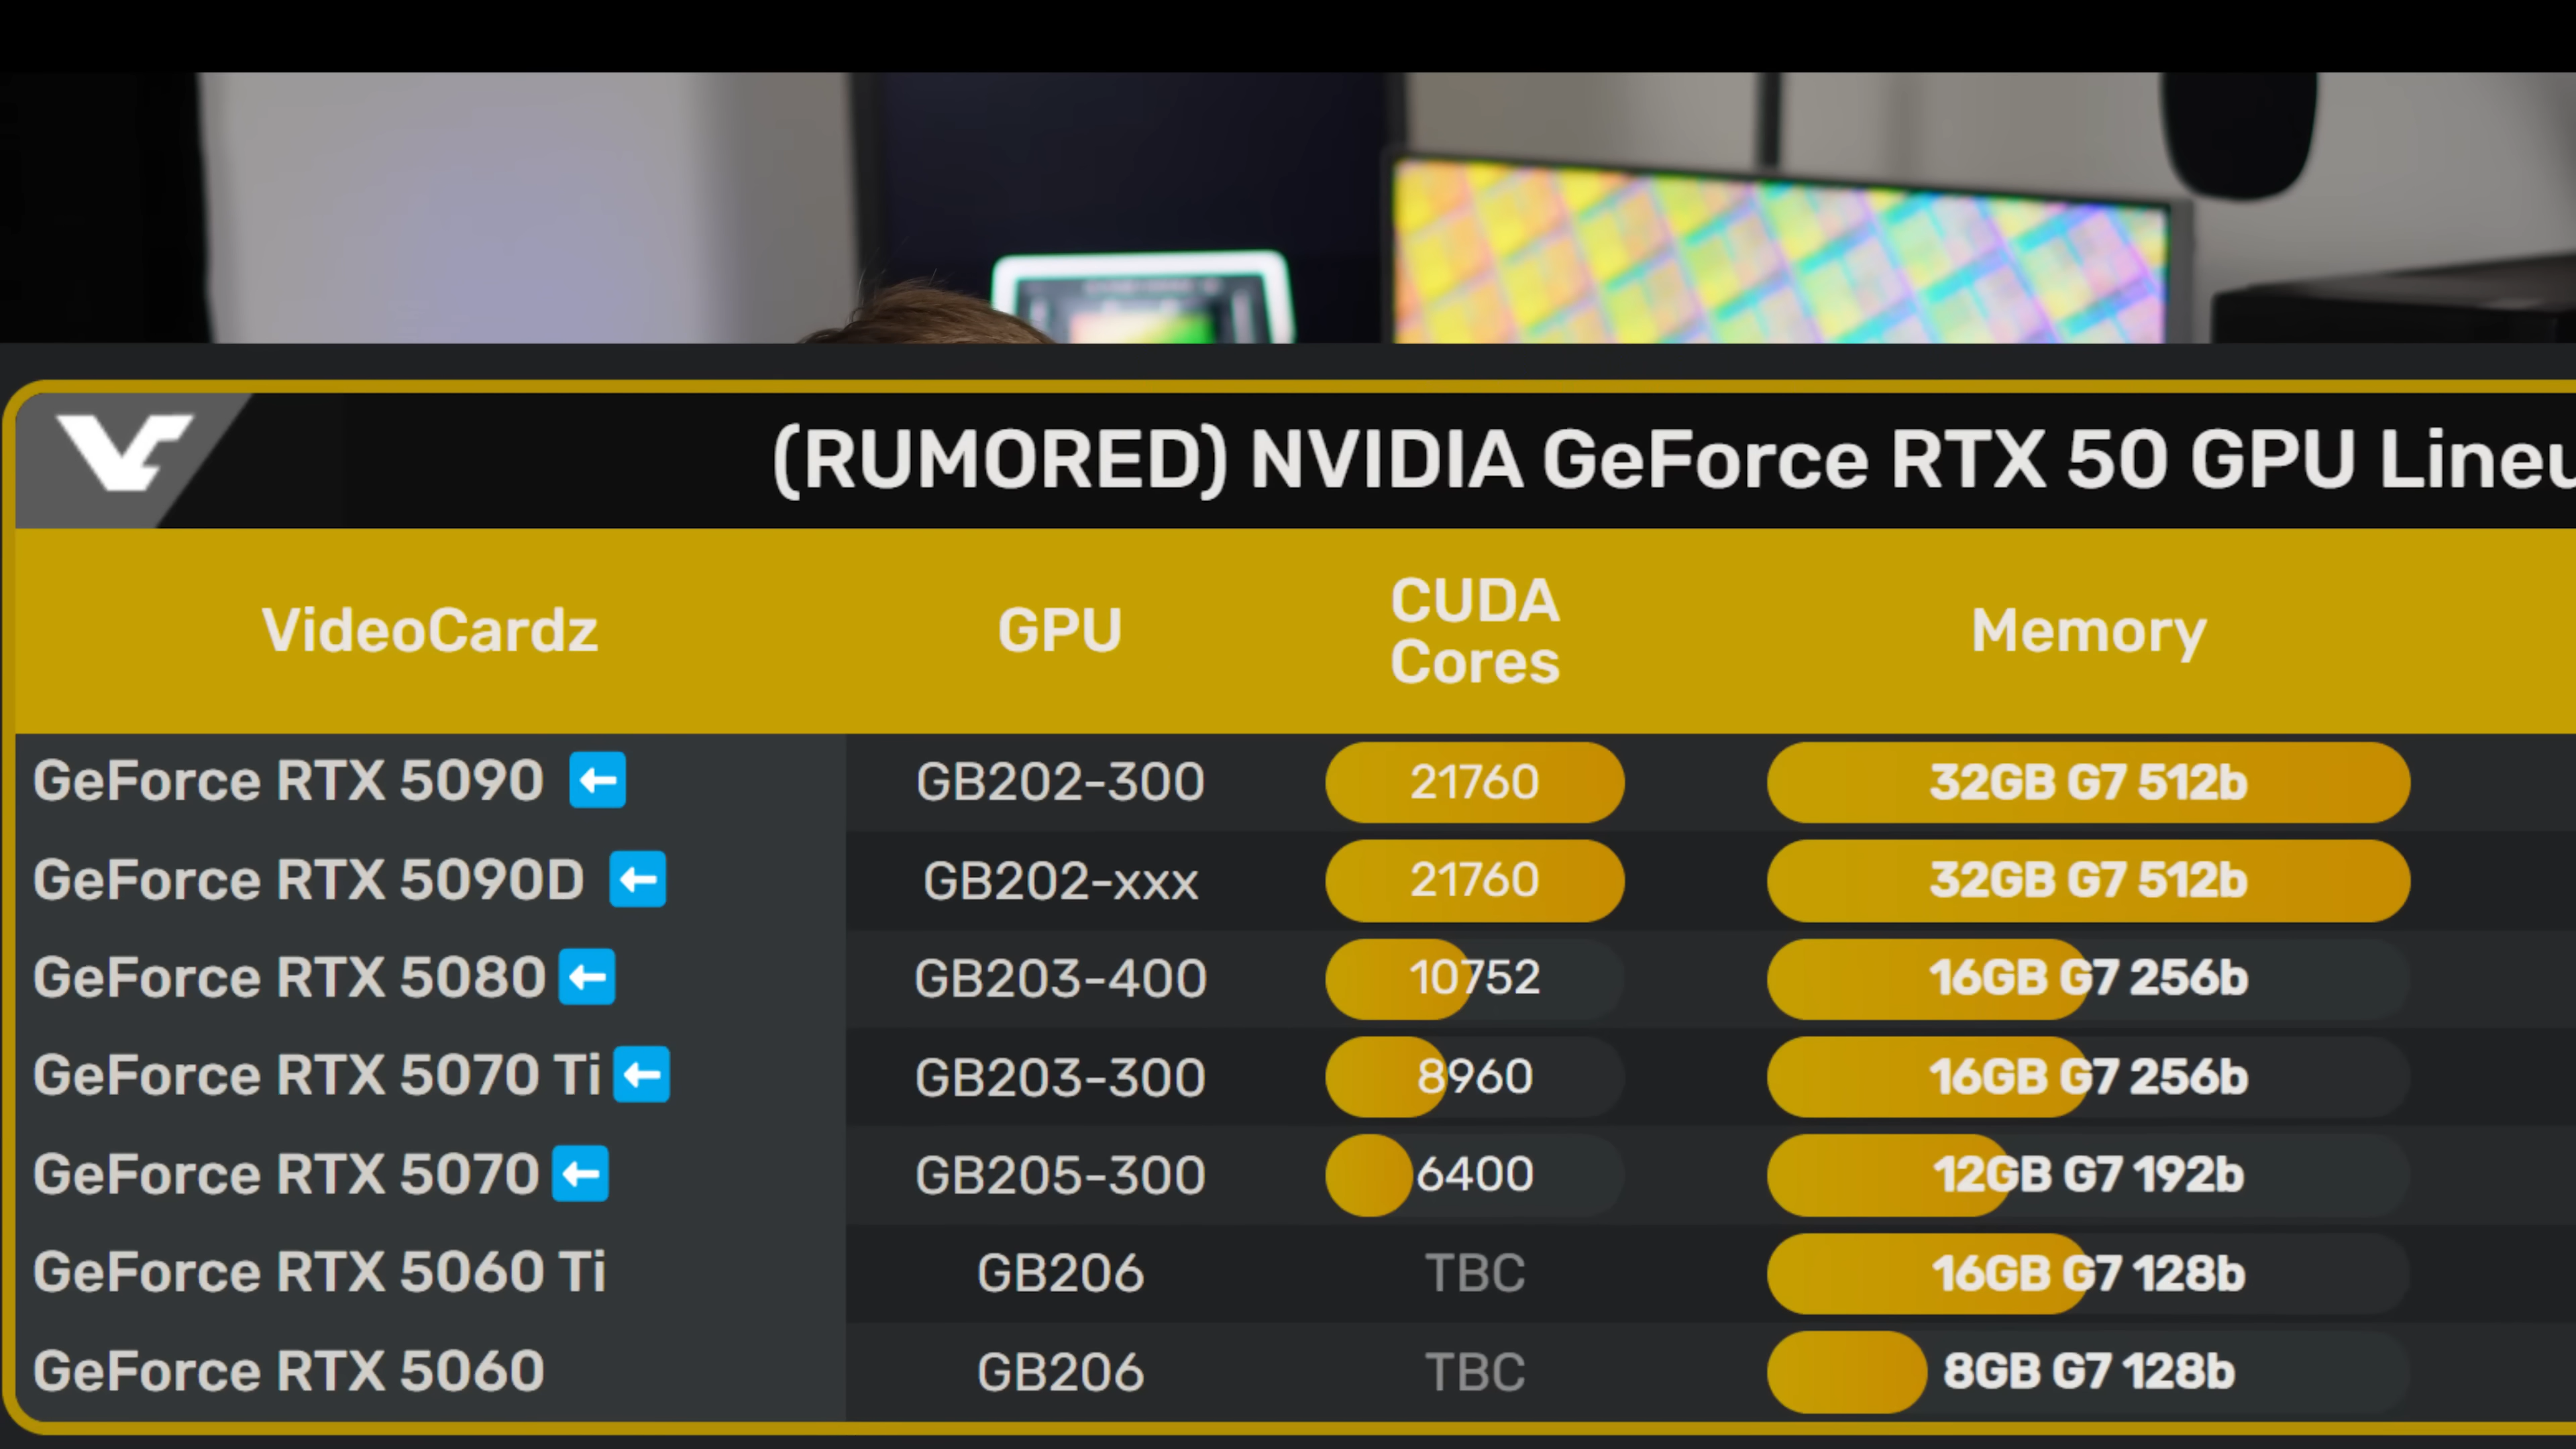 (RUMORED) NVIDIA GeForce RTX 50 GPU Lineu
VideoCardz GPU CUDA Cores Memory
GeForce RTX 5090 GB202-300 21760 32GB G7 512b
GeForce RTX 5090D GB202-xxx 21760 32GB G7 512b
GeForce RTX 5080 GB203-400 10752 16GB G7 256b
GeForce RTX 5070 Ti GB203-300 8960 16GB G7 256b
GeForce RTX 5070 GB205-300 6400 12GB G7 192b
GeForce RTX 5060 Ti GB206 TBC 16GB G7 128b
GeForce RTX 5060 GB206 TBC 8GB G7 128b